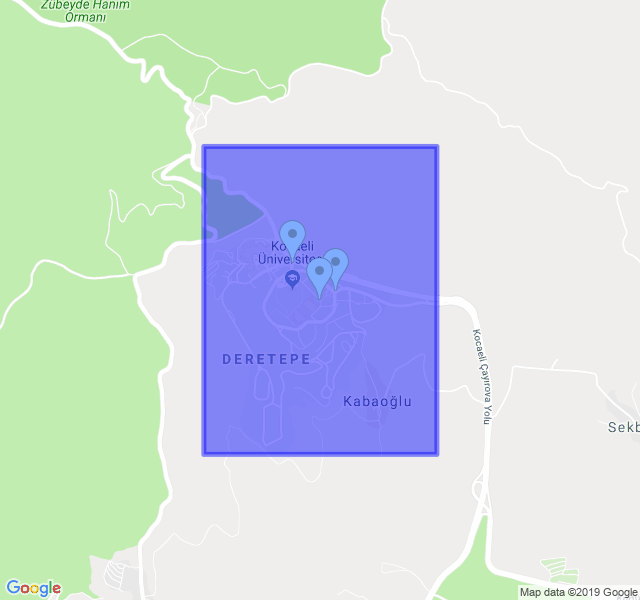 Zübeyde Hanım
Ormanı
Kocaeli
Üniversitesi
DERETEPE
Kabaoğlu
Kocaeli Çayırova Yolu
Sekb
Google
Map data ©2019 Google